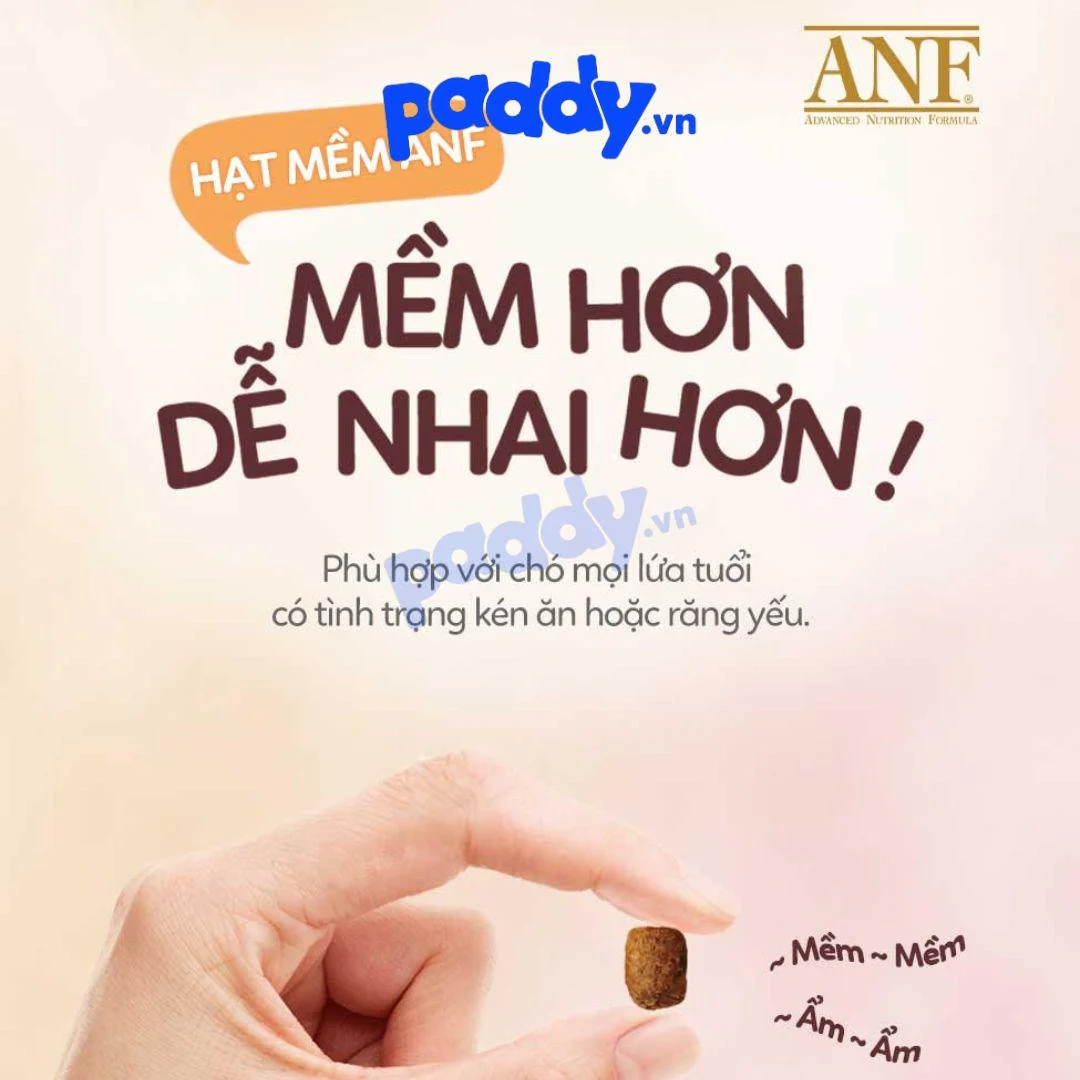 paddy.vn
ANF®
ADVANCED NUTRITION FORMULA
HẠT MỀM ANF
MỀM HƠN
DỄ NHAI HƠN !
paddy.vn
Phù hợp với chó mọi lứa tuổi
có tình trạng kén ăn hoặc răng yếu.
~ Mềm ~ Mềm
~ Ẩm ~ Ẩm